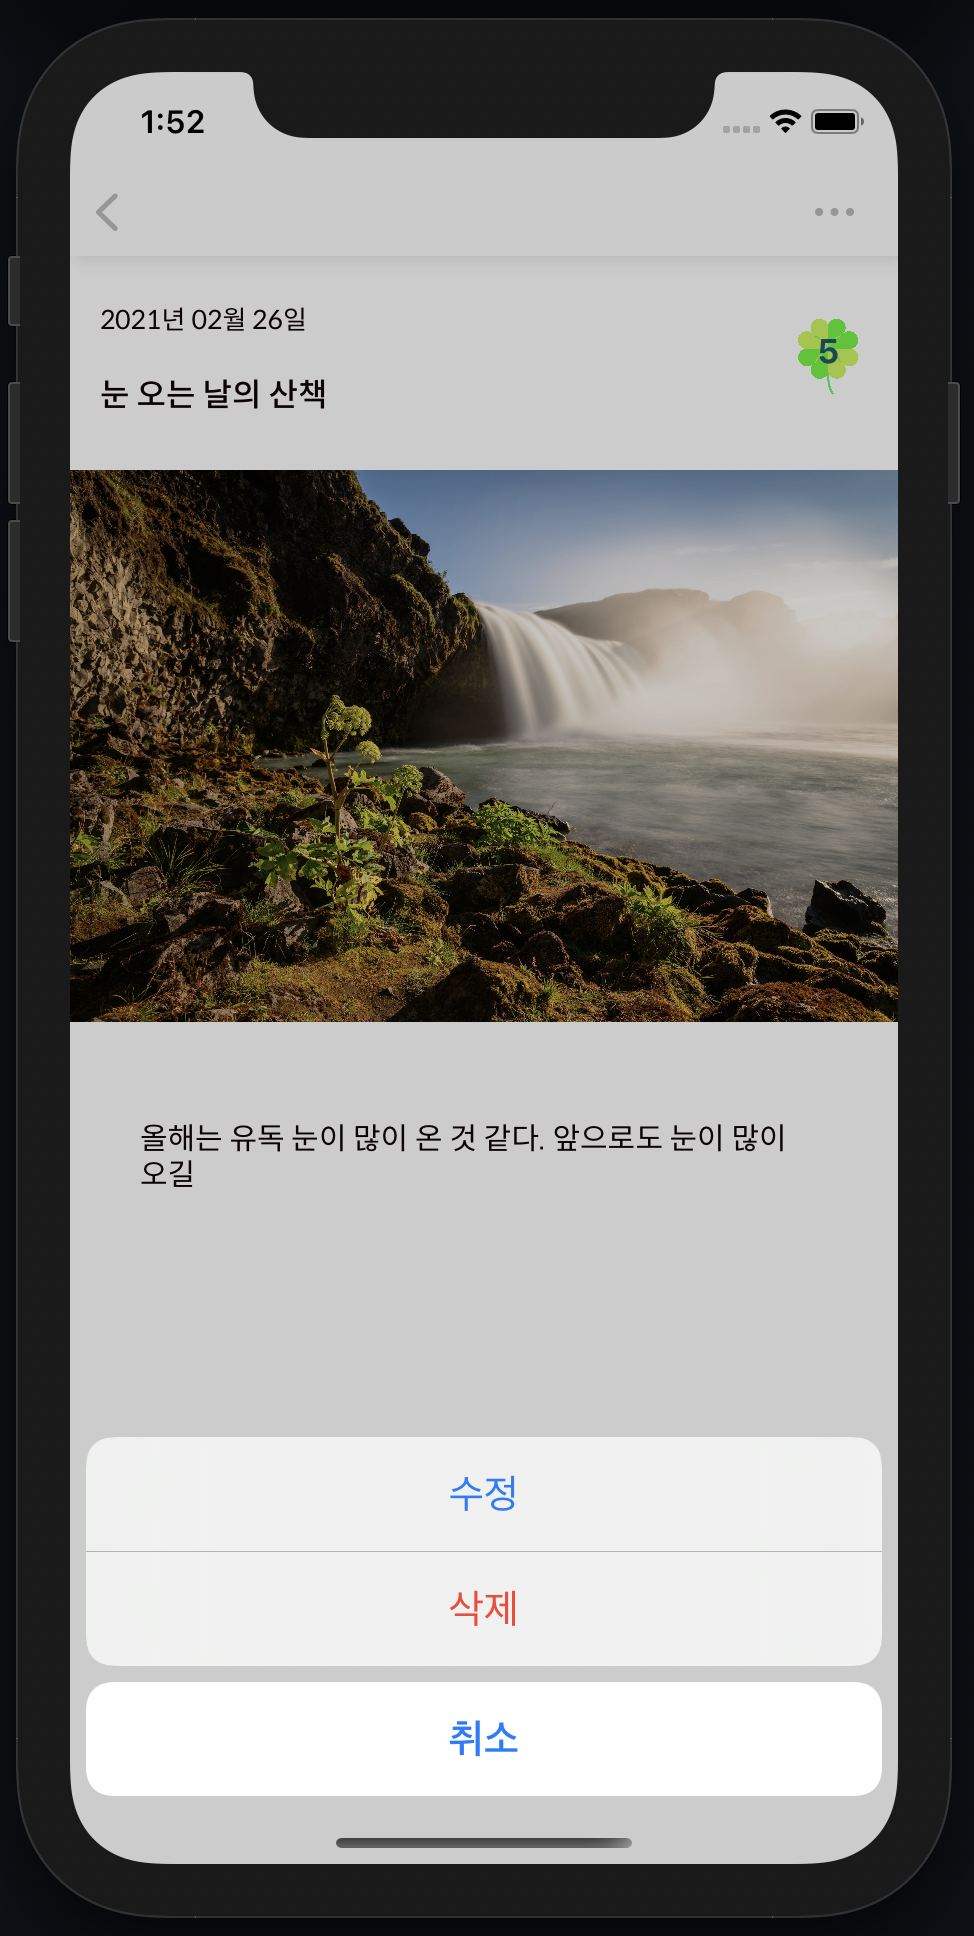 1:52
2021년 02월 26일
5
눈 오는 날의 산책
올해는 유독 눈이 많이 온 것 같다. 앞으로도 눈이 많이
오길
수정
삭제
취소